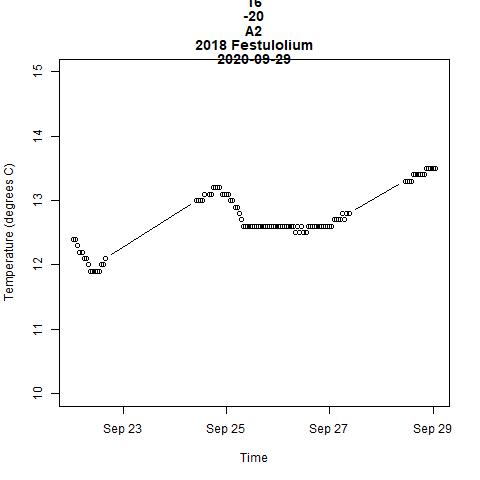 16
-20
A2
2018 Festulolium
2020-09-29
15
14
13
12
11
10
Temperature (degrees C)
Sep 23
Sep 25
Sep 27
Sep 29
Time